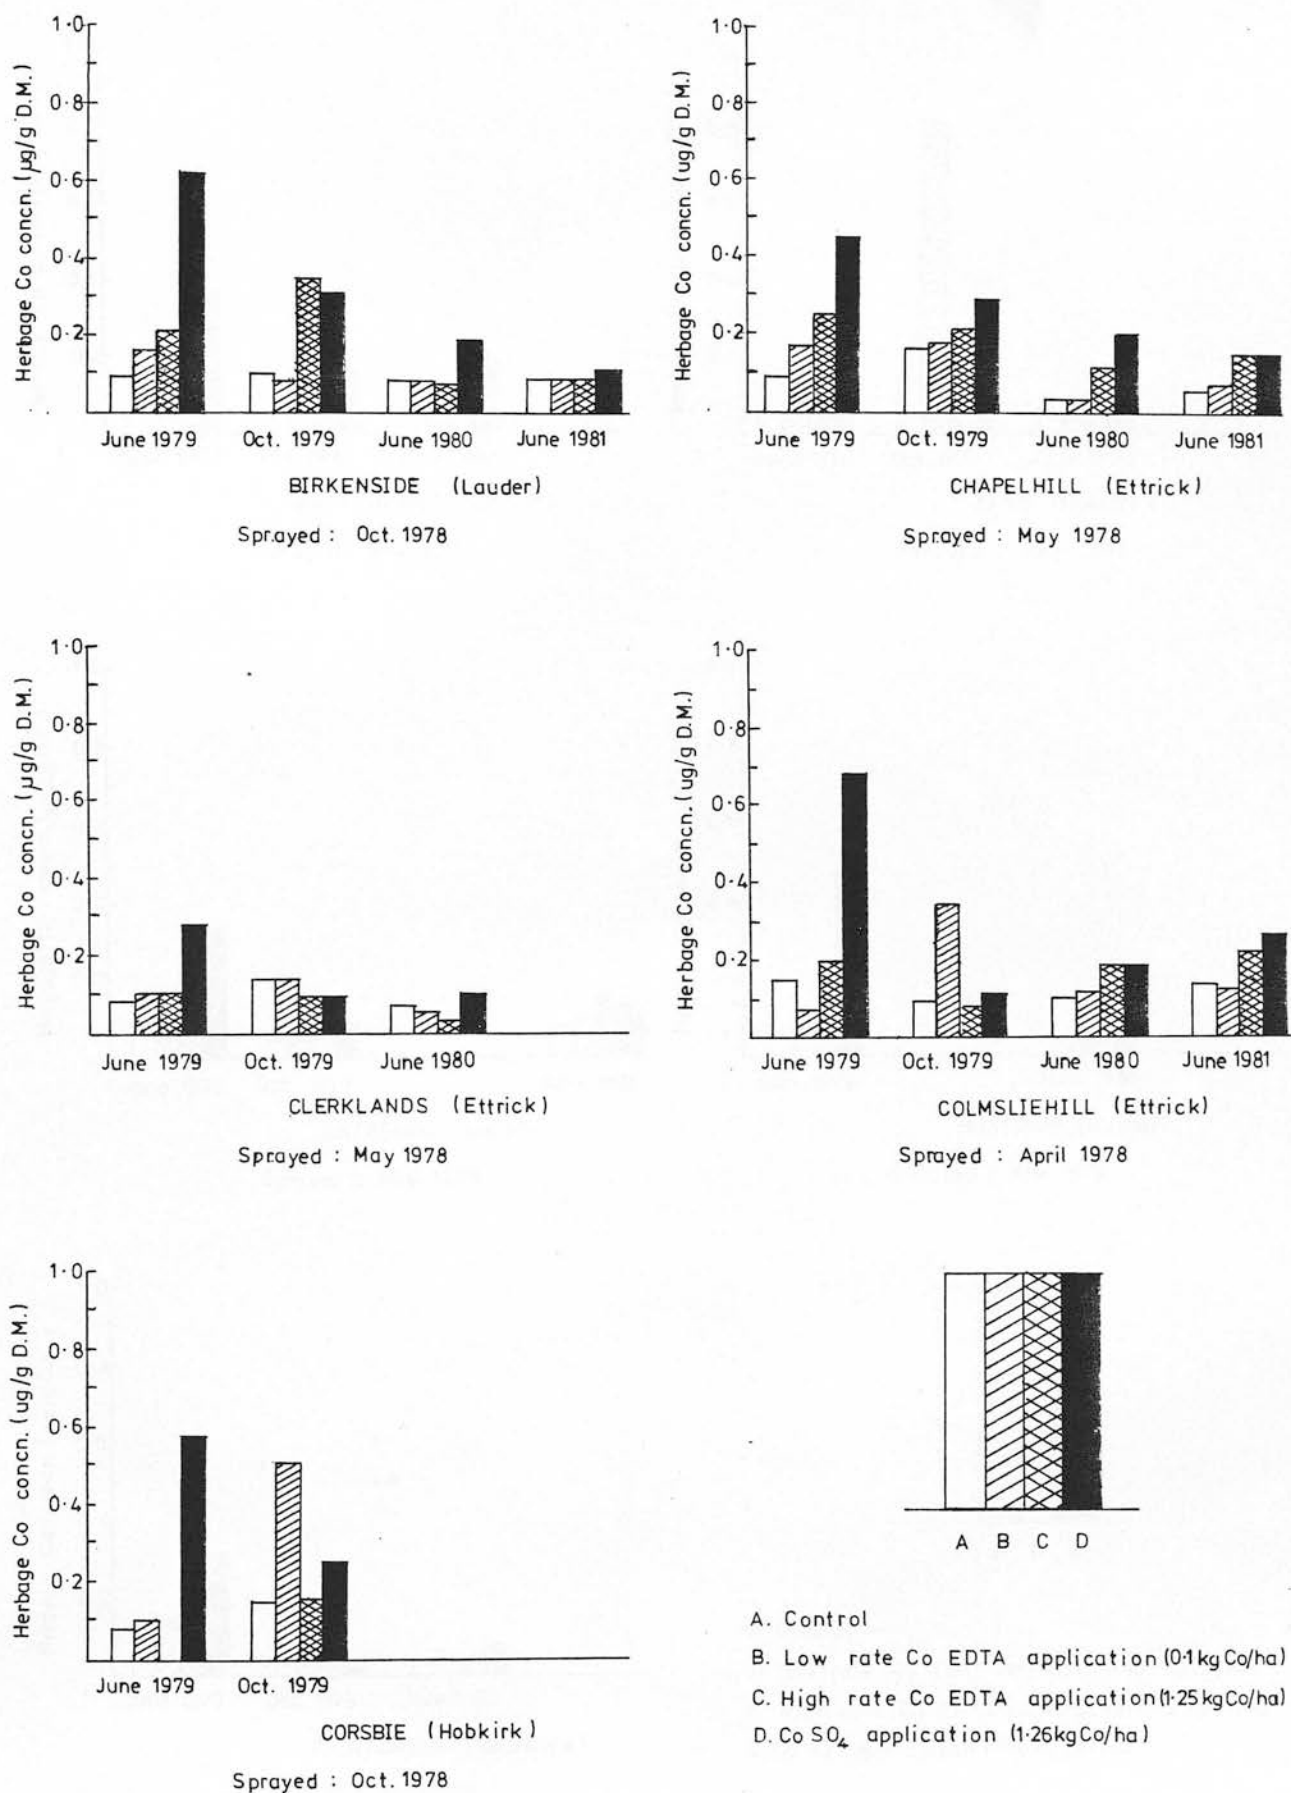 Herbage Co concn. (µg/g D.M.)
1·0
0·8
0·6
0·4
0·2
June 1979 Oct. 1979 June 1980 June 1981
BIRKENSIDE (Lauder)
Sprayed : Oct. 1978
Herbage Co concn. (ug/g D.M.)
1·0
0·8
0·6
0·4
0·2
June 1979 Oct. 1979 June 1980 June 1981
CHAPELHILL (Ettrick)
Sprayed : May 1978
Herbage Co concn. (µg/g D.M.)
1·0
0·8
0·6
0·4
0·2
June 1979 Oct. 1979 June 1980
CLERKLANDS (Ettrick)
Sprayed : May 1978
Herbage Co concn. (ug/g D.M.)
1·0
0·8
0·6
0·4
0·2
June 1979 Oct. 1979 June 1980 June 1981
COLMSLIEHILL (Ettrick)
Sprayed : April 1978
Herbage Co concn. (ug/g D.M.)
1·0
0·8
0·6
0·4
0·2
June 1979 Oct. 1979
CORSBIE (Hobkirk)
Sprayed : Oct. 1978
A B C D
A. Control
B. Low rate Co EDTA application (0·1 kg Co/ha)
C. High rate Co EDTA application (1·25 kg Co/ha)
D. Co SO₄ application (1·26kg Co/ha)